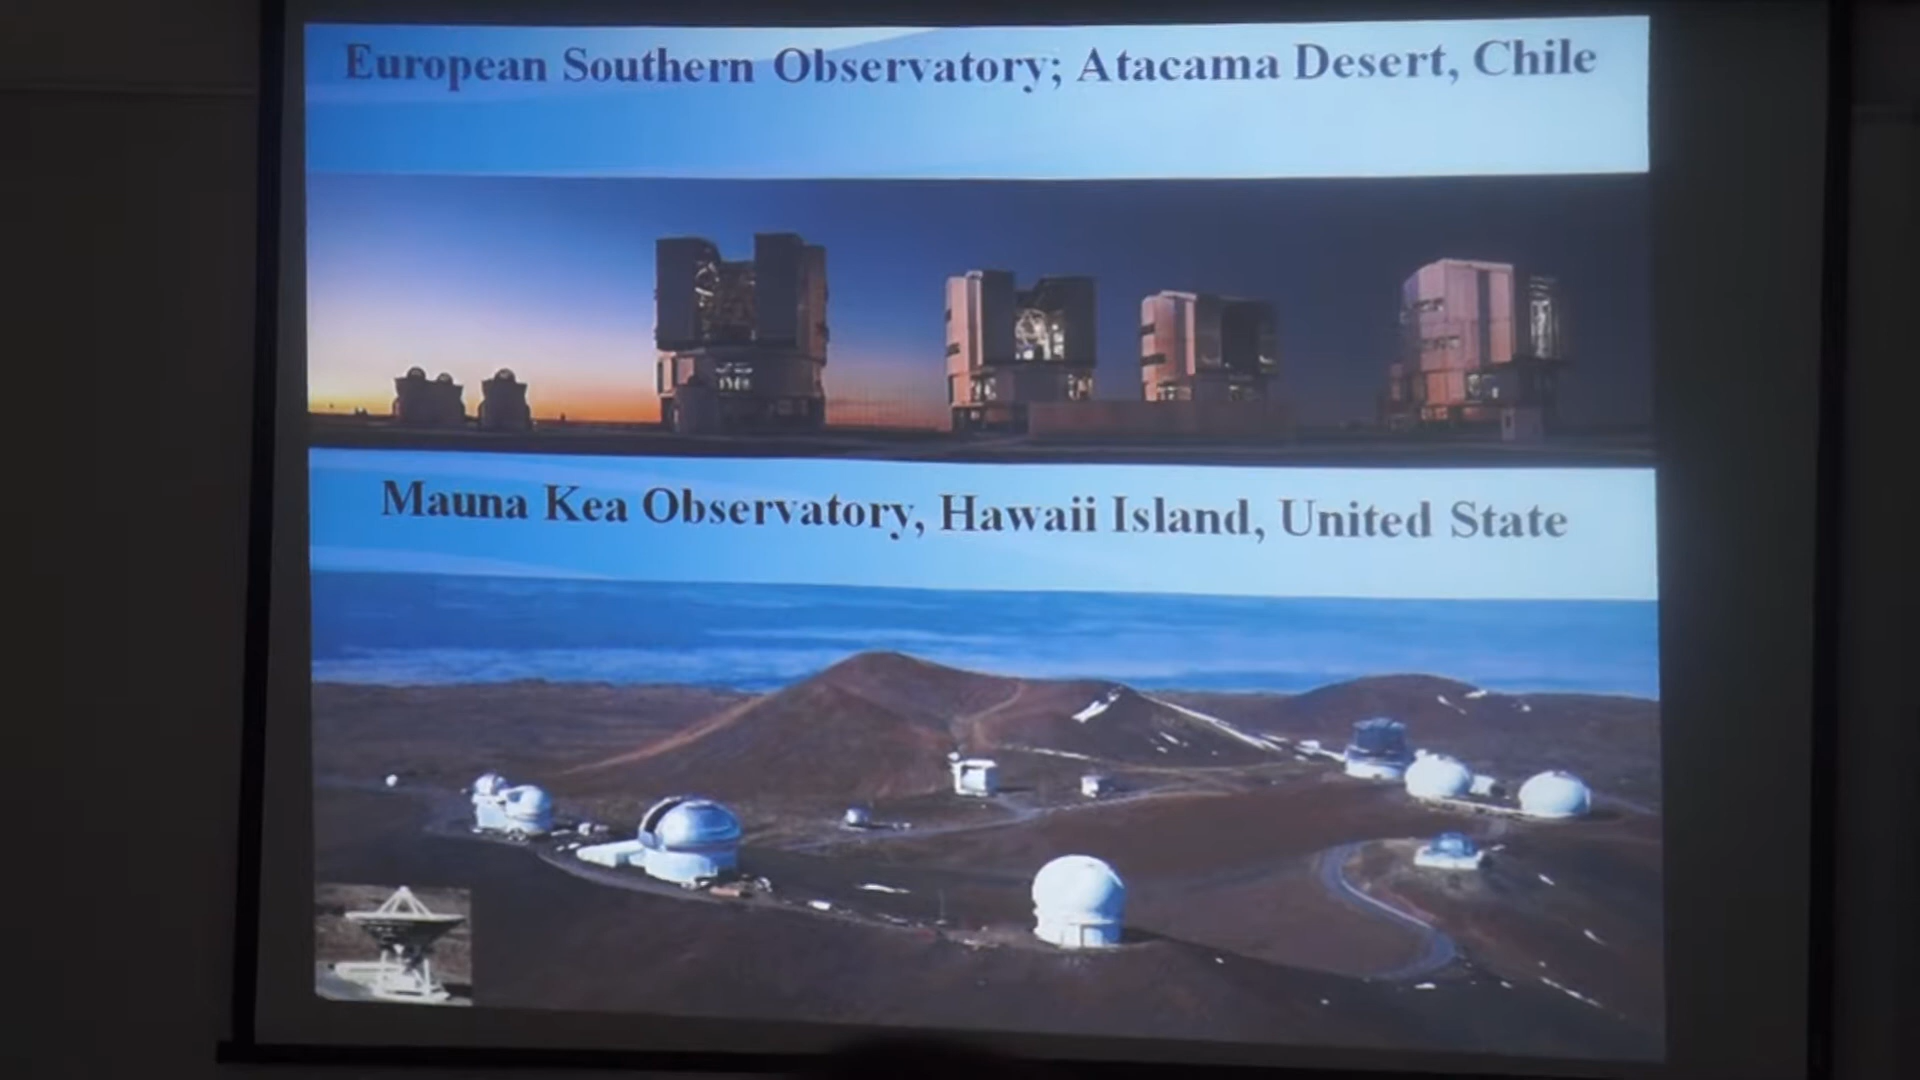 European Southern Observatory; Atacama Desert, Chile
Mauna Kea Observatory, Hawaii Island, United State